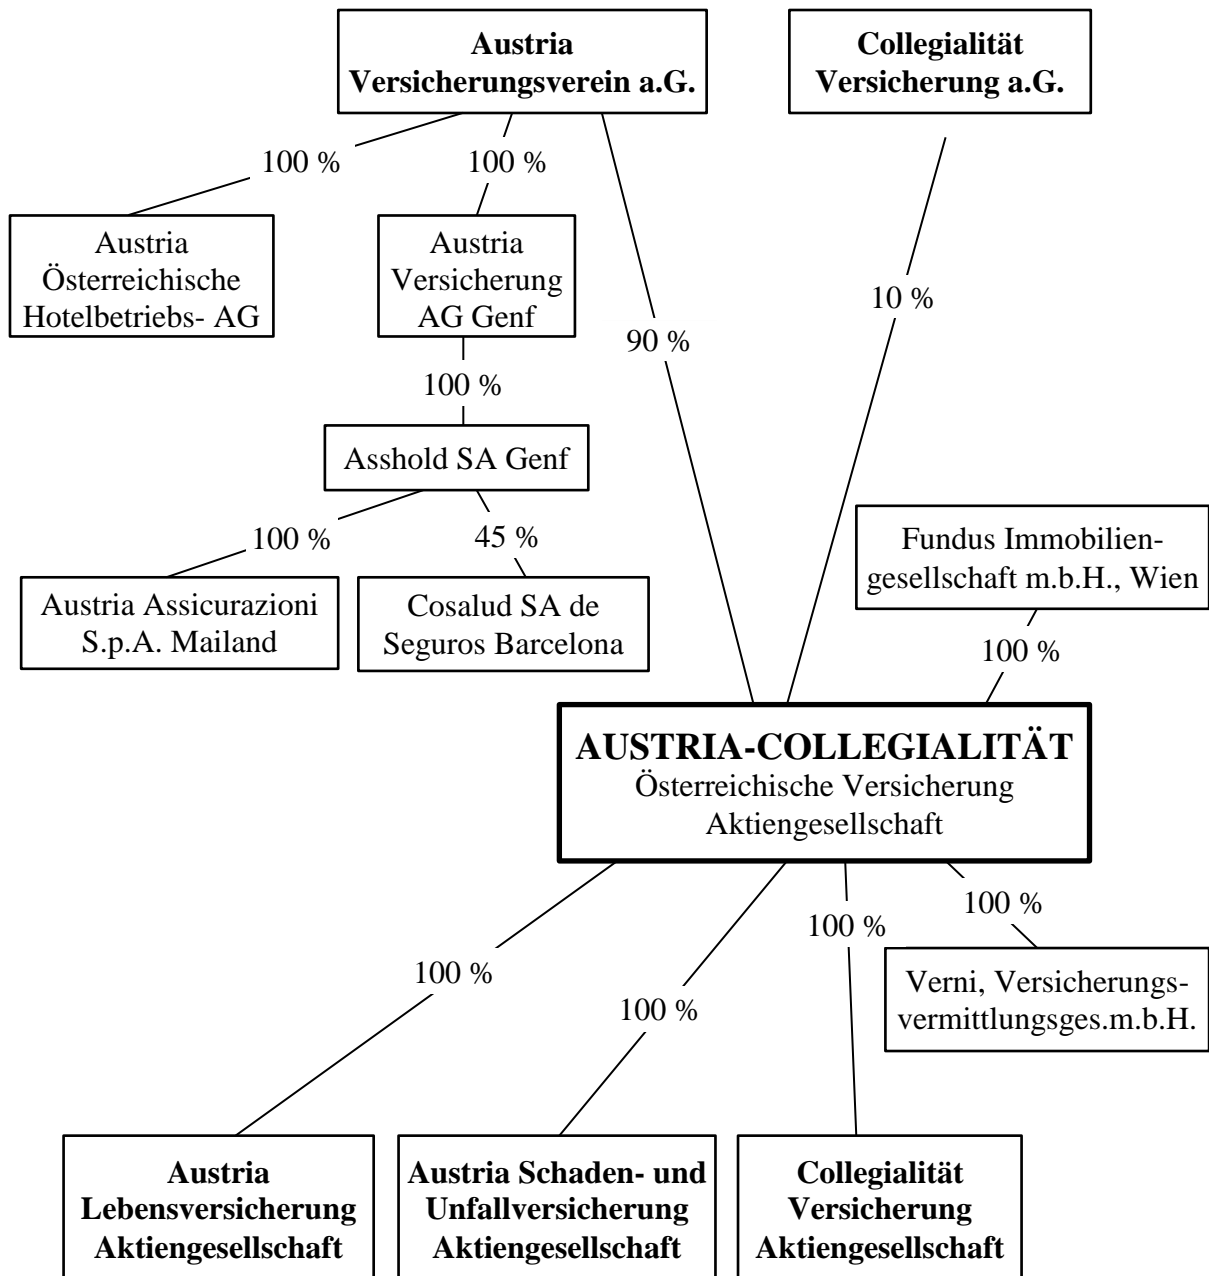 Austria
Versicherungsverein a.G.
Collegialität
Versicherung a.G.
100 %
100 %
Austria
Österreichische
Hotelbetriebs- AG
Austria
Versicherung
AG Genf
10 %
90 %
100 %
Asshold SA Genf
100 %
45 %
Fundus Immobilien-
gesellschaft m.b.H., Wien
Austria Assicurazioni
S.p.A. Mailand
Cosalud SA de
Seguros Barcelona
100 %
AUSTRIA-COLLEGIALITÄT
Österreichische Versicherung
Aktiengesellschaft
100 %
100 %
100 %
100 %
Verni, Versicherungs-
vermittlungsges.m.b.H.
Austria
Lebensversicherung
Aktiengesellschaft
Austria Schaden- und
Unfallversicherung
Aktiengesellschaft
Collegialität
Versicherung
Aktiengesellschaft